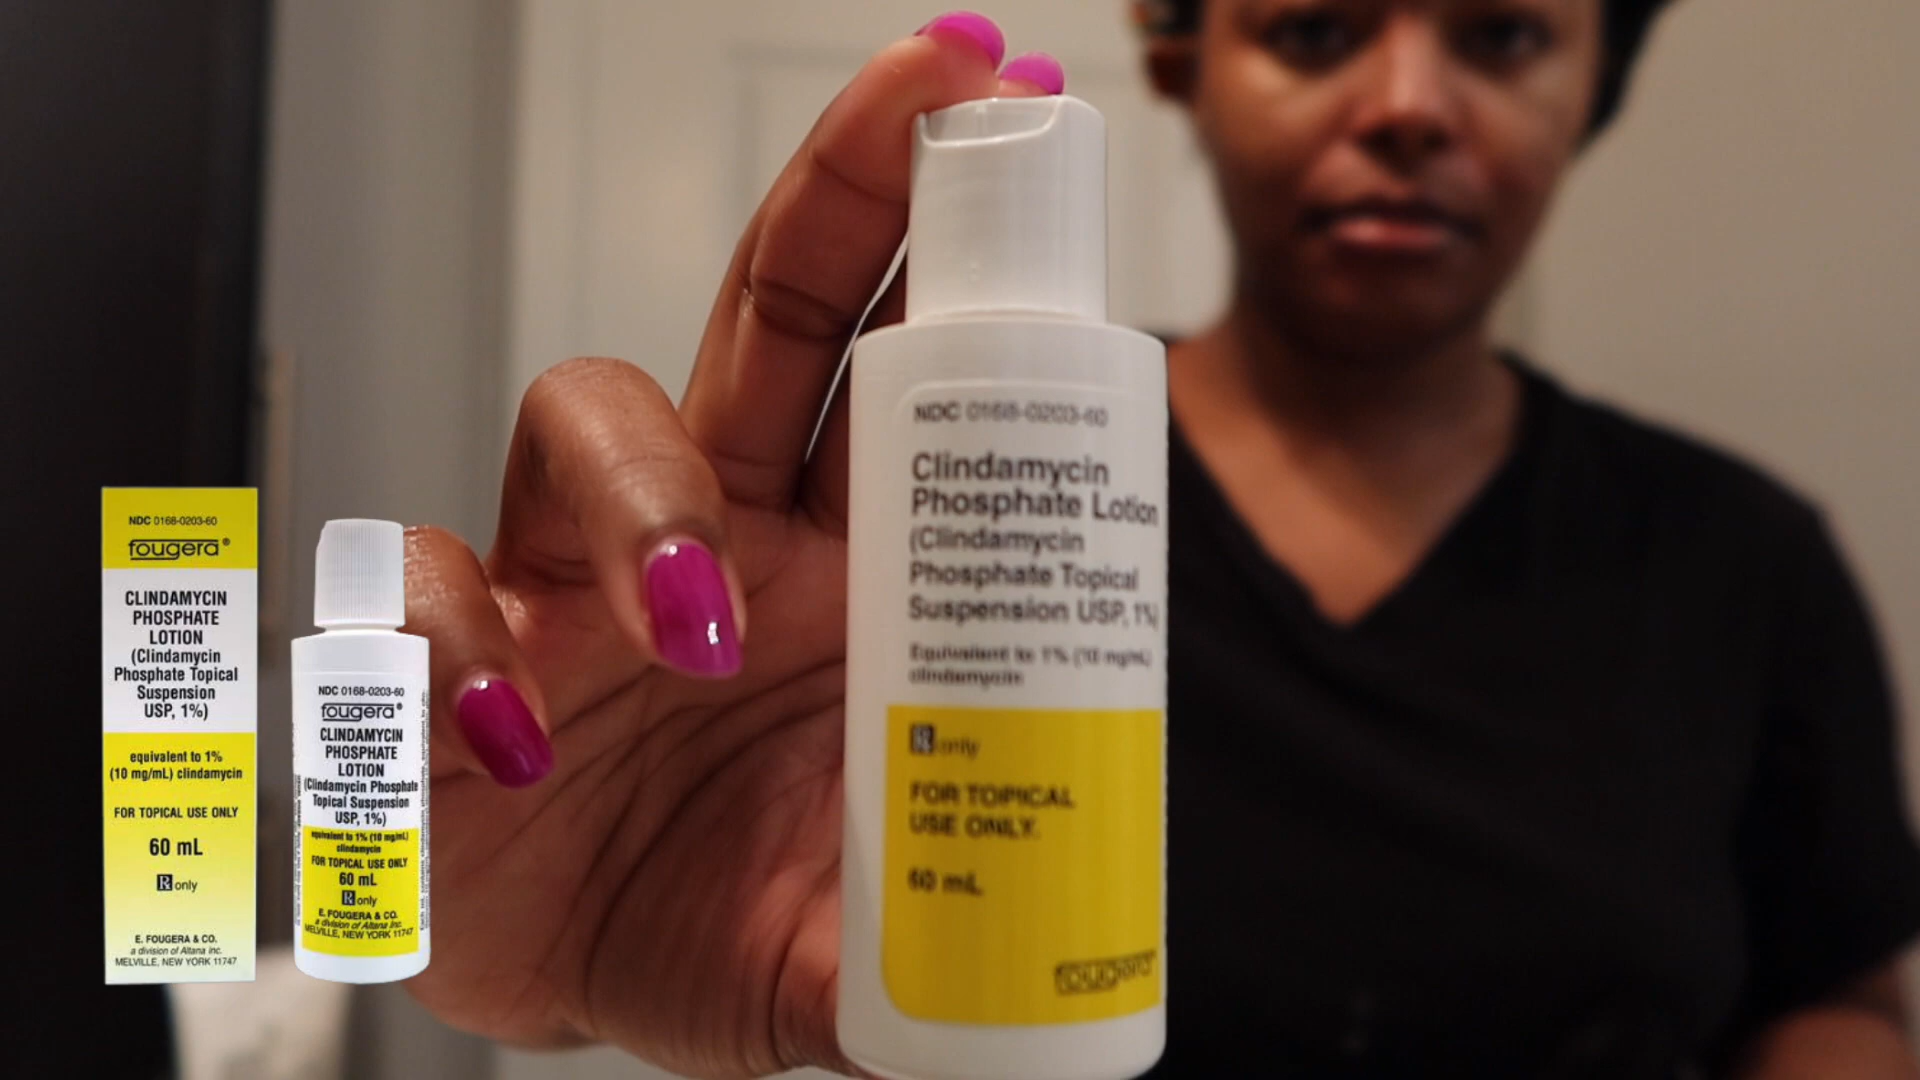 NDC 0168-0203-60
fougera®
CLINDAMYCIN
PHOSPHATE
LOTION
(Clindamycin
Phosphate Topical
Suspension
USP, 1%)
equivalent to 1%
(10 mg/mL) clindamycin
FOR TOPICAL USE ONLY
60 mL
Rx only
E. FOUGERA & CO.
a division of Altana Inc.
MELVILLE, NEW YORK 11747
NDC 0168-0203-60
fougera®
CLINDAMYCIN
PHOSPHATE
LOTION
(Clindamycin Phosphate
Topical Suspension
USP, 1%)
equivalent to 1% (10 mg/mL)
clindamycin
FOR TOPICAL USE ONLY
60 mL
Rx only
E. FOUGERA & CO.
a division of Altana Inc.
MELVILLE, NEW YORK 11747
NDC 0168-0203-60
Clindamycin
Phosphate Lotion
(Clindamycin
Phosphate Topical
Suspension USP, 1%)
Equivalent to 1% (10 mg/mL)
clindamycin
Rx only
FOR TOPICAL
USE ONLY.
60 mL
fougera